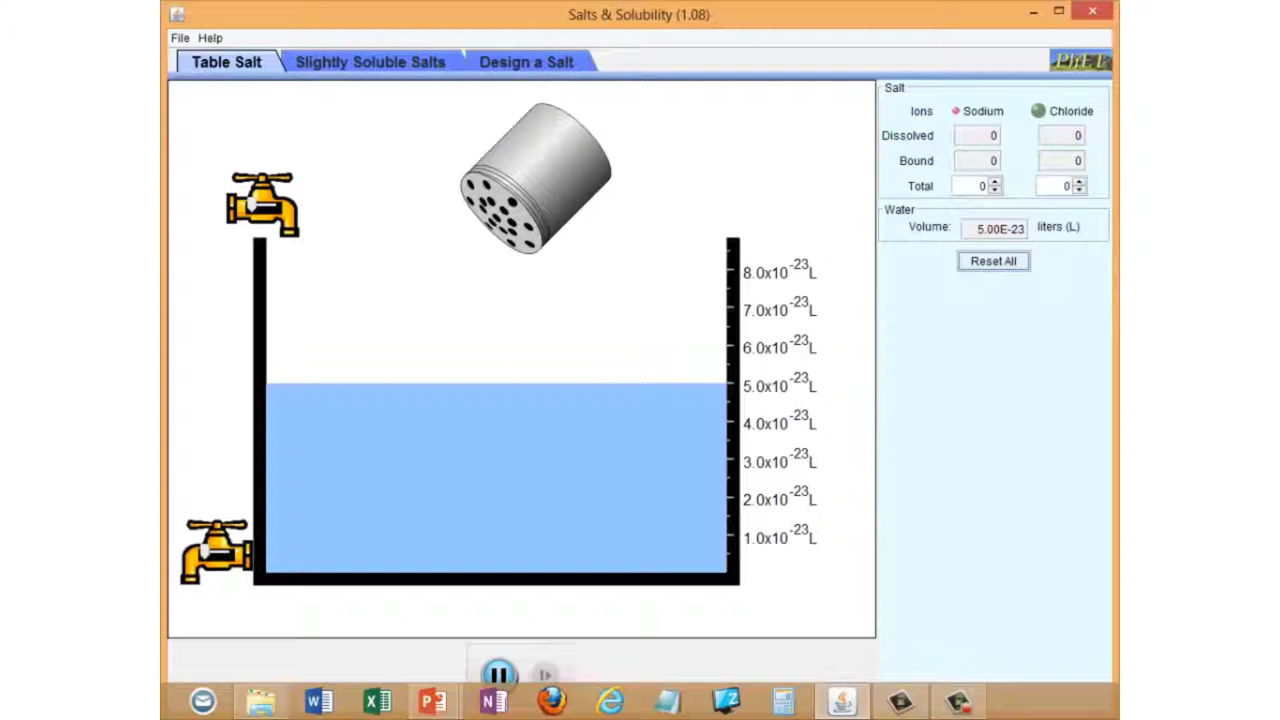 Salts & Solubility (1.08)
File Help
Table Salt Slightly Soluble Salts Design a Salt PhET
Salt
Ions Sodium Chloride
Dissolved 0 0
Bound 0 0
Total 0 0
Water
Volume: 5.00E-23 liters (L)
Reset All
8.0x10-23L
7.0x10-23L
6.0x10-23L
5.0x10-23L
4.0x10-23L
3.0x10-23L
2.0x10-23L
1.0x10-23L